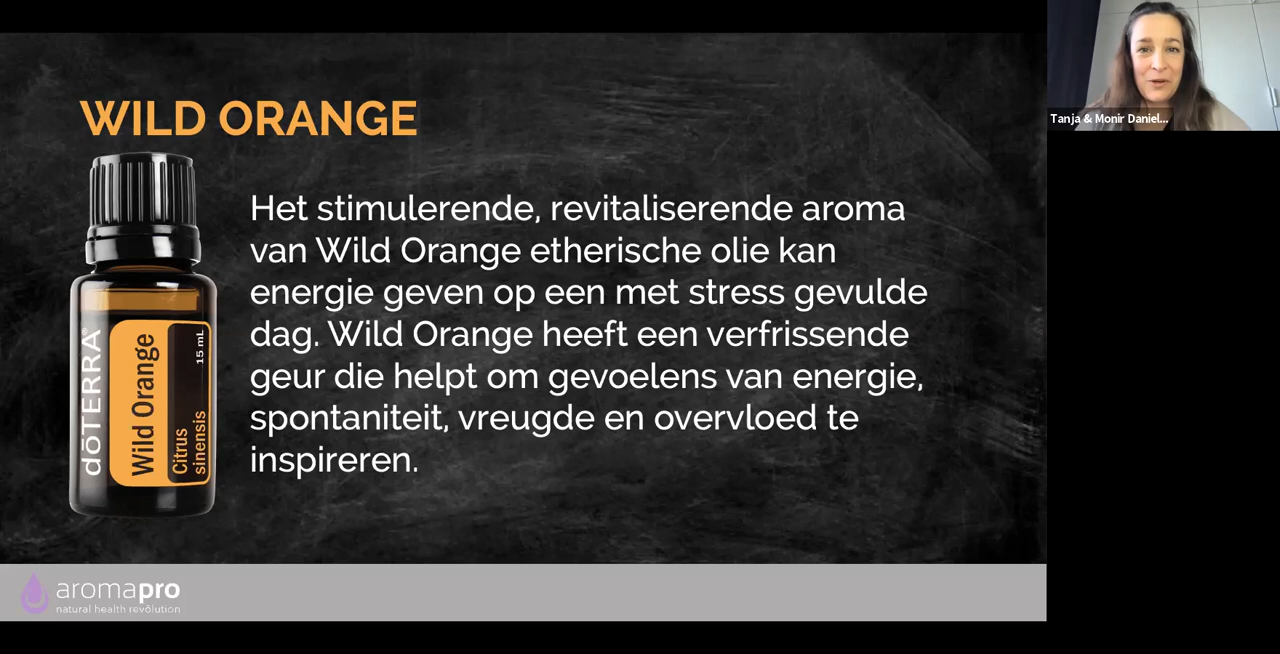 WILD ORANGE
Het stimulerende, revitaliserende aroma
van Wild Orange etherische olie kan
energie geven op een met stress gevulde
dag. Wild Orange heeft een verfrissende
geur die helpt om gevoelens van energie,
spontaniteit, vreugde en overvloed te
inspireren.
dōTERRA®
Wild Orange
Citrus
sinensis
15 mL
aromapro
natural health revōlution
Tanja & Monir Daniel...